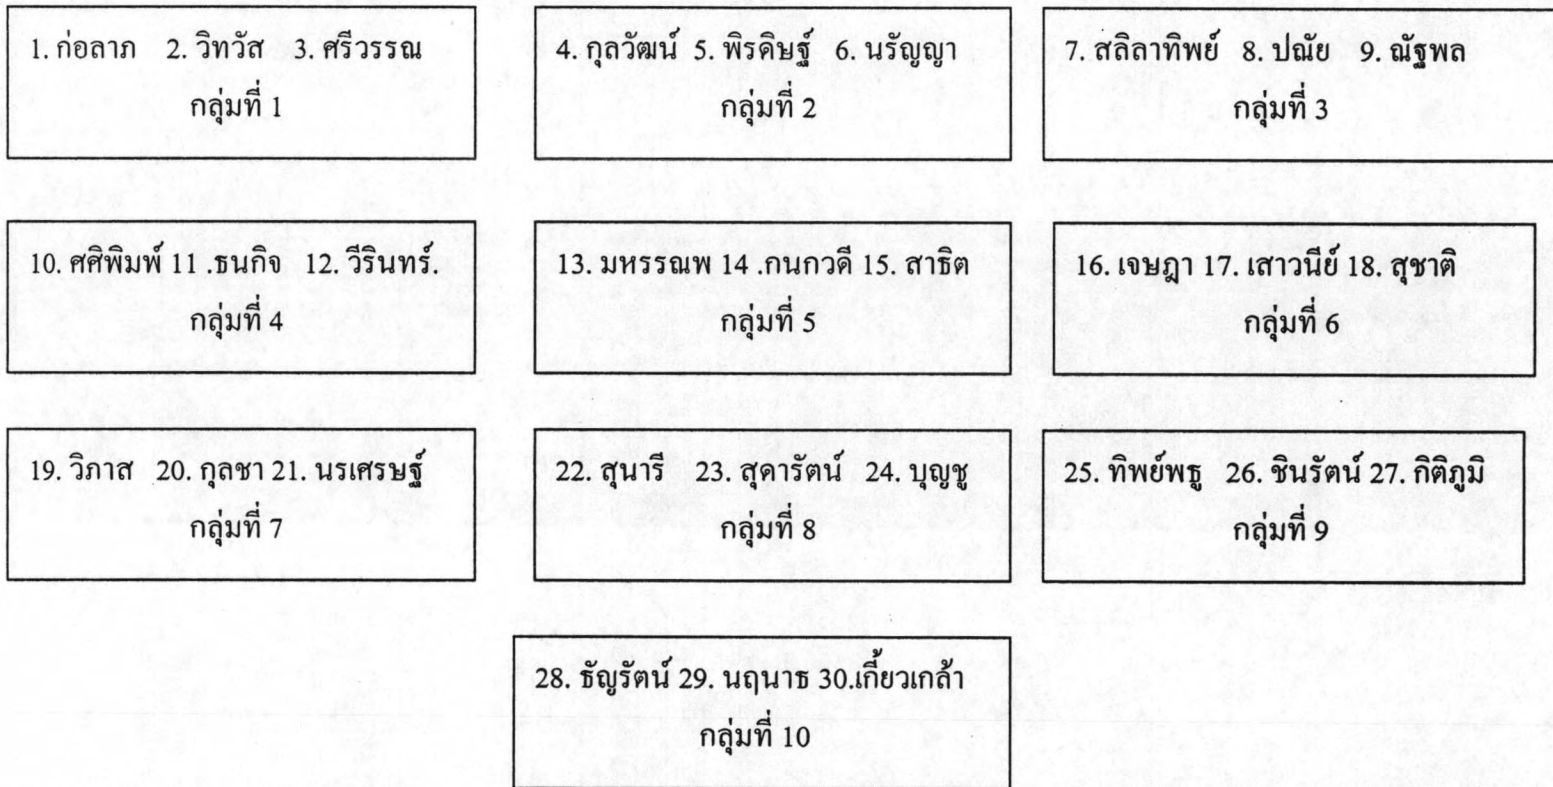 1. ก่อลาภ 2. วิทวัส 3. ศรีวรรณ
กลุ่มที่ 1
4. กุลวัฒน์ 5. พิรดิษฐ์ 6. นรัญญา
กลุ่มที่ 2
7. สลิลาทิพย์ 8. ปณัย 9. ณัฐพล
กลุ่มที่ 3
10. ศศิพิมพ์ 11 .ธนกิจ 12. วีรินทร์
กลุ่มที่ 4
13. มหรรณพ 14 .กนกวดี 15. สาธิต
กลุ่มที่ 5
16. เจษฎา 17. เสาวนีย์ 18. สุชาติ
กลุ่มที่ 6
19. วิภาส 20. กุลชา 21. นรเศรษฐ์
กลุ่มที่ 7
22. สุนารี 23. สุดารัตน์ 24. บุญชู
กลุ่มที่ 8
25. ทิพย์พธู 26. ชินรัตน์ 27. กิติภูมิ
กลุ่มที่ 9
28. ธัญรัตน์ 29. นฤนาธ 30.เกี้ยวเกล้า
กลุ่มที่ 10